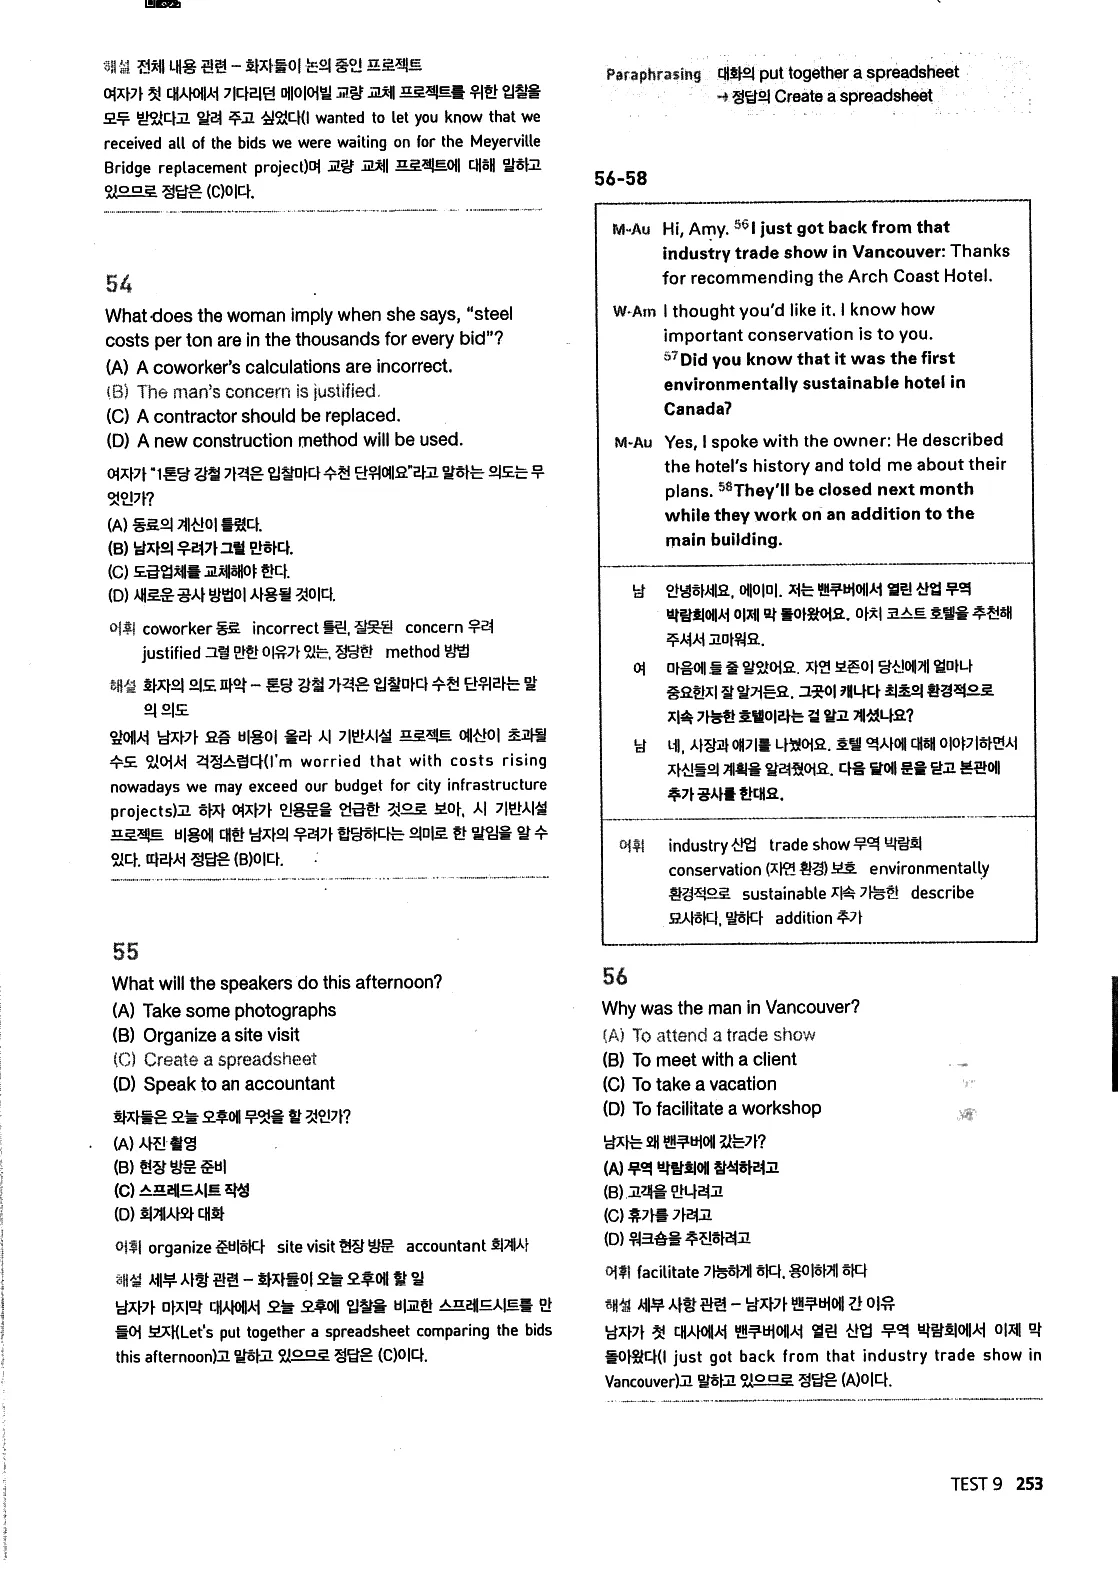 해설 전체 내용 관련 – 화자들이 논의 중인 프로젝트
여자가 첫 대사에서 기다리던 메이어빌 교량 교체 프로젝트를 위한 입찰을
모두 받았다고 알려 주고 싶었다(I wanted to let you know that we
received all of the bids we were waiting on for the Meyerville
Bridge replacement project)며 교량 교체 프로젝트에 대해 말하고
있으므로 정답은 (C)이다.
54
What does the woman imply when she says, “steel
costs per ton are in the thousands for every bid”?
(A) A coworker’s calculations are incorrect.
(B) The man’s concern is justified.
(C) A contractor should be replaced.
(D) A new construction method will be used.
여자가 “1톤당 강철 가격은 입찰마다 수천 단위예요”라고 말하는 의도는 무
엇인가?
(A) 동료의 계산이 틀렸다.
(B) 남자의 우려가 그럴 만하다.
(C) 도급업체를 교체해야 한다.
(D) 새로운 공사 방법이 사용될 것이다.
어휘 coworker 동료 incorrect 틀린, 잘못된 concern 우려
justified 그럴 만한 이유가 있는, 정당한 method 방법
해설 화자의 의도 파악 – 톤당 강철 가격은 입찰마다 수천 단위라는 말
의 의도
앞에서 남자가 요즘 비용이 올라 시 기반시설 프로젝트 예산이 초과될
수도 있어서 걱정스럽다(I’m worried that with costs rising
nowadays we may exceed our budget for city infrastructure
projects)고 하자 여자가 인용문을 언급한 것으로 보아, 시 기반시설
프로젝트 비용에 대한 남자의 우려가 합당하다는 의미로 한 말임을 알 수
있다. 따라서 정답은 (B)이다.
55
What will the speakers do this afternoon?
(A) Take some photographs
(B) Organize a site visit
(C) Create a spreadsheet
(D) Speak to an accountant
화자들은 오늘 오후에 무엇을 할 것인가?
(A) 사진 촬영
(B) 현장 방문 준비
(C) 스프레드시트 작성
(D) 회계사와 대화
어휘 organize 준비하다 site visit 현장 방문 accountant 회계사
해설 세부 사항 관련 – 화자들이 오늘 오후에 할 일
남자가 마지막 대사에서 오늘 오후에 입찰을 비교한 스프레드시트를 만
들어 보자(Let’s put together a spreadsheet comparing the bids
this afternoon)고 말하고 있으므로 정답은 (C)이다.
Paraphrasing 대화의 put together a spreadsheet
→ 정답의 Create a spreadsheet
56-58
M-Au Hi, Amy. 56I just got back from that
industry trade show in Vancouver: Thanks
for recommending the Arch Coast Hotel.
W-Am I thought you’d like it. I know how
important conservation is to you.
57Did you know that it was the first
environmentally sustainable hotel in
Canada?
M-Au Yes, I spoke with the owner: He described
the hotel’s history and told me about their
plans. 58They’ll be closed next month
while they work on an addition to the
main building.
남 안녕하세요, 에이미. 저는 밴쿠버에서 열린 산업 무역
박람회에서 이제 막 돌아왔어요. 아치 코스트 호텔을 추천해
주셔서 고마워요.
여 마음에 들 줄 알았어요. 자연 보존이 당신에게 얼마나
중요한지 잘 알거든요. 그곳이 캐나다 최초의 환경적으로
지속 가능한 호텔이라는 걸 알고 계셨나요?
남 네, 사장과 얘기를 나눴어요. 호텔 역사에 대해 이야기하면서
자신들의 계획을 알려줬어요. 다음 달에 문을 닫고 본관에
추가 공사를 한대요.
어휘 industry 산업 trade show 무역 박람회
conservation (자연 환경) 보호 environmentally
환경적으로 sustainable 지속 가능한 describe
묘사하다, 말하다 addition 추가
56
Why was the man in Vancouver?
(A) To attend a trade show
(B) To meet with a client
(C) To take a vacation
(D) To facilitate a workshop
남자는 왜 밴쿠버에 갔는가?
(A) 무역 박람회에 참석하려고
(B) 고객을 만나려고
(C) 휴가를 가려고
(D) 워크숍을 추진하려고
어휘 facilitate 가능하게 하다, 용이하게 하다
해설 세부 사항 관련 – 남자가 밴쿠버에 간 이유
남자가 첫 대사에서 밴쿠버에서 열린 산업 무역 박람회에서 이제 막
돌아왔다(I just got back from that industry trade show in
Vancouver)고 말하고 있으므로 정답은 (A)이다.
TEST 9 253